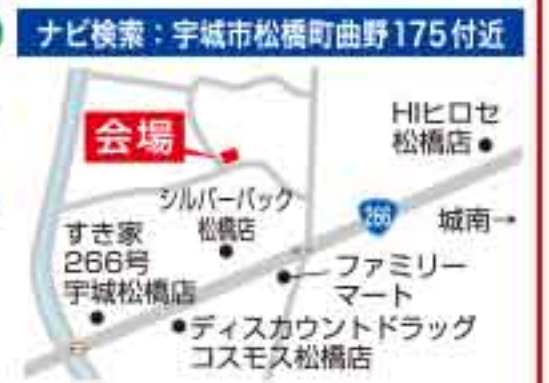 ナビ検索：宇城市松橋町曲野175付近
HIヒロセ
松橋店
会場
シルバーバック
松橋店
266
城南→
すき家
266号
宇城松橋店
ファミリー
マート
ディスカウントドラッグ
コスモス松橋店